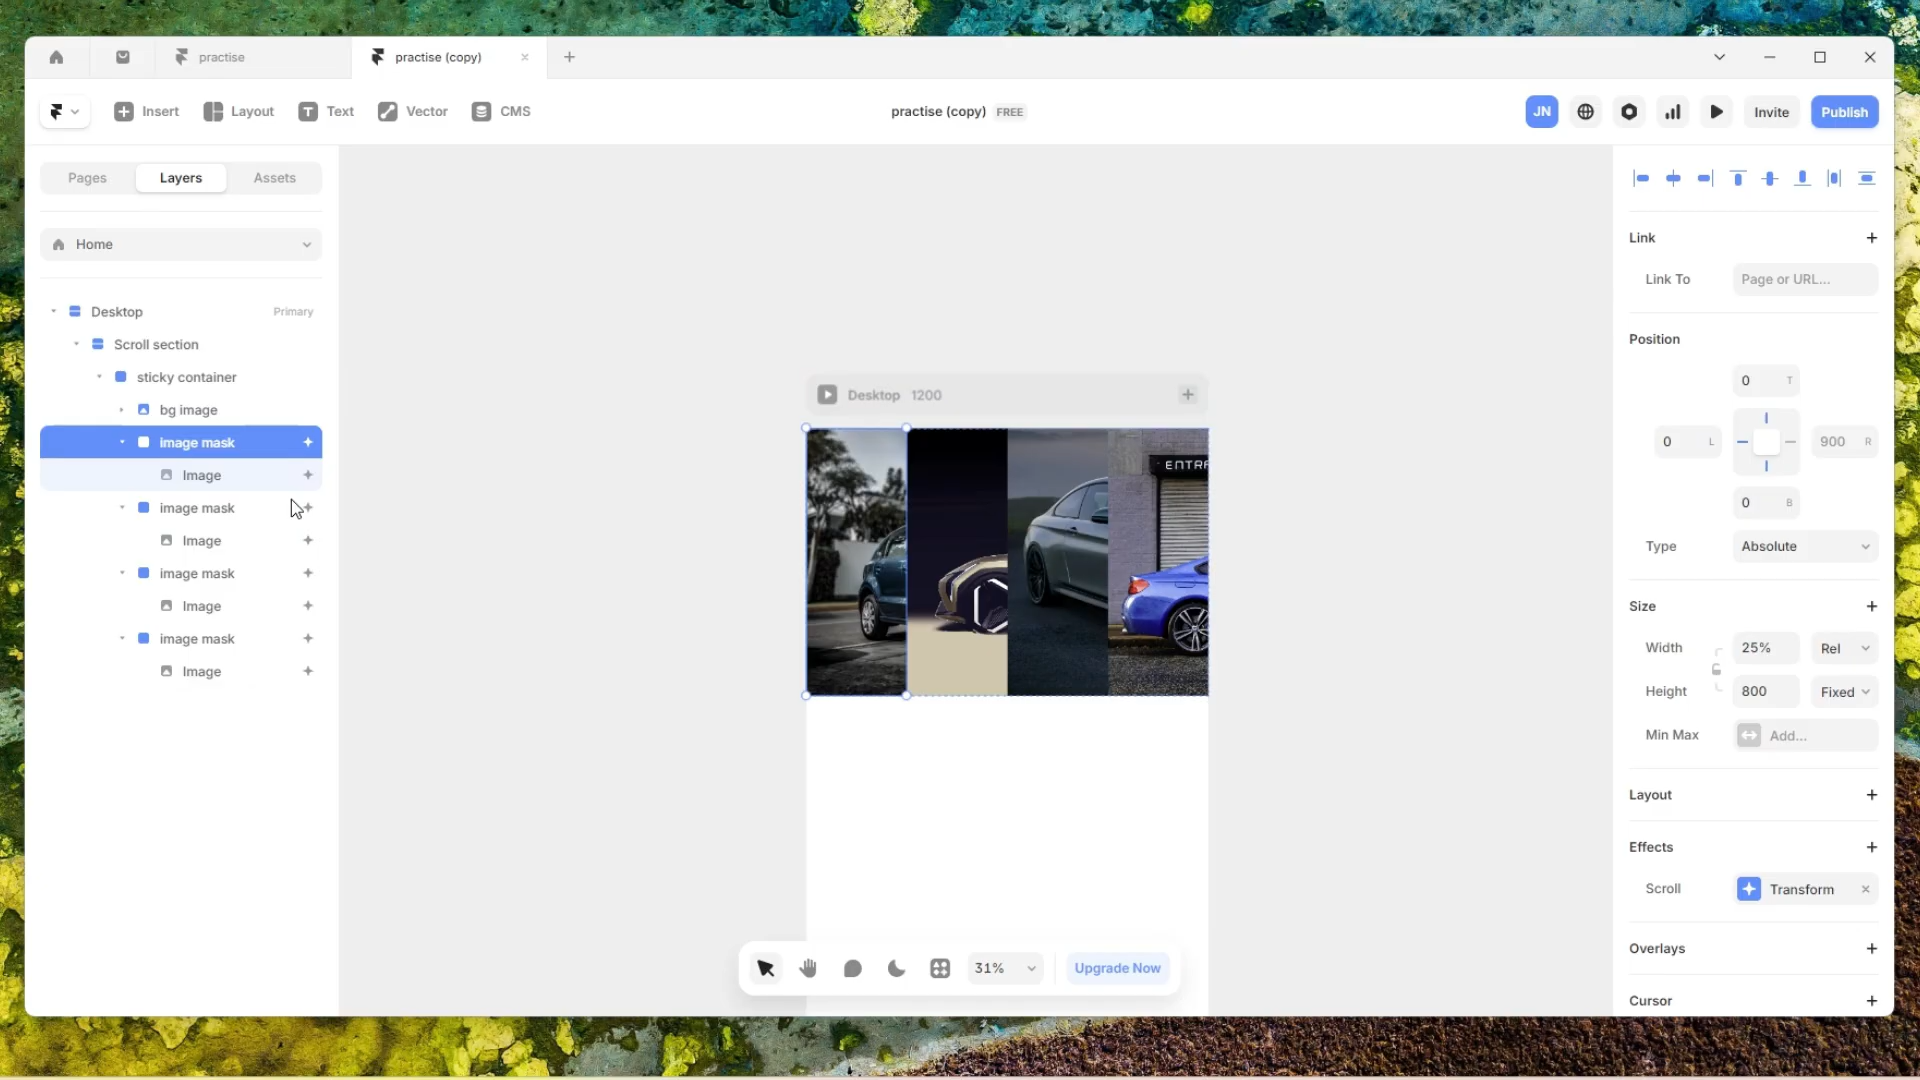 practise
practise (copy)
Insert
Layout
Text
Vector
CMS
practise (copy) FREE
JN
Invite
Publish
Pages
Layers
Assets
Home
Desktop
Primary
Scroll section
sticky container
bg image
image mask
Image
image mask
Image
image mask
Image
image mask
Image
Desktop 1200
ENTRA
31%
Upgrade Now
Link
Link To
Page or URL...
Position
0 T
0 L
900 R
0 B
Type
Absolute
Size
Width
25%
Rel
Height
800
Fixed
Min Max
Add...
Layout
Effects
Scroll
Transform
Overlays
Cursor